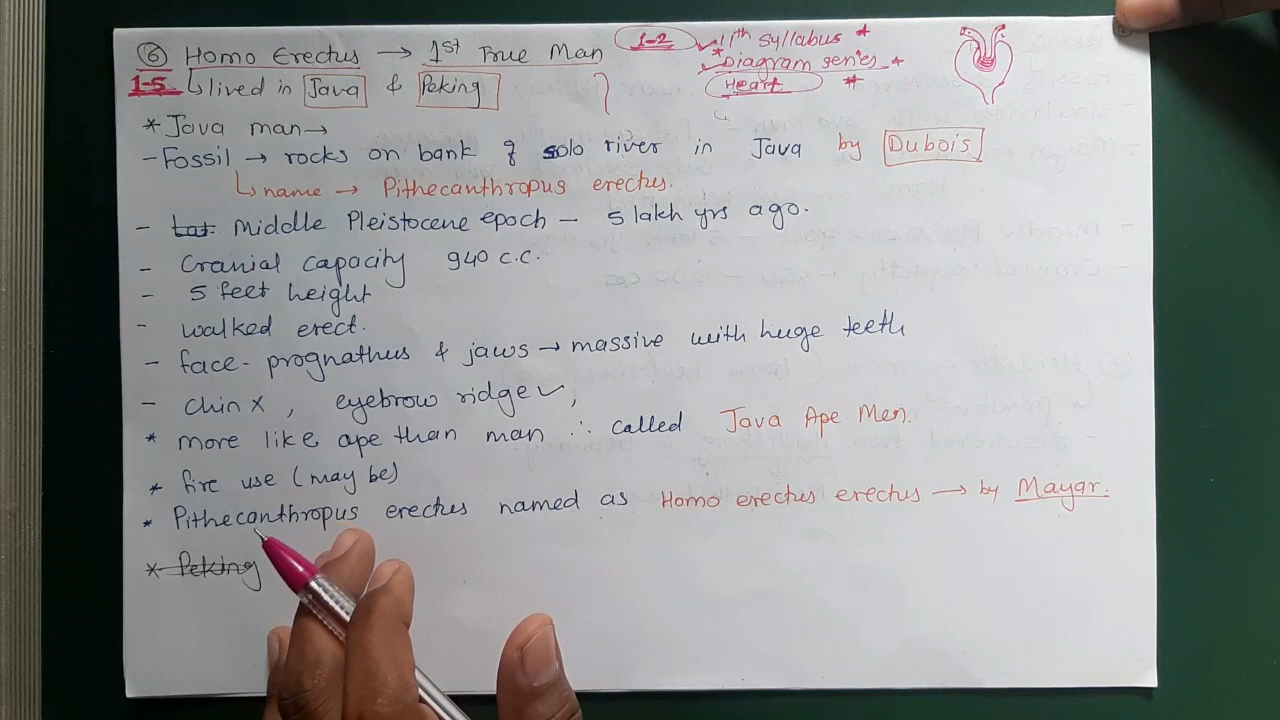 ⑥ Homo Erectus → 1st True Man
1-5 ↳ lived in Java & Peking
1-2 ✓ 11th Syllabus *
* Diagram series *
Heart *
* Java man →
- Fossil → rocks on bank of solo river in Java by Dubois
↳ name → Pithecanthropus erectus.
- Lat. Middle Pleistocene epoch - 5 lakh yrs ago.
- Cranial capacity 940 c.c.
- 5 feet height
- walked erect.
- face - prognathus & jaws → massive with huge teeth
- chin x, eyebrow ridge ✓,
* more like ape than man ∴ called Java Ape Men.
* fire use (may be)
* Pithecanthropus erectus named as Homo erectus erectus → by Mayar.
* Peking